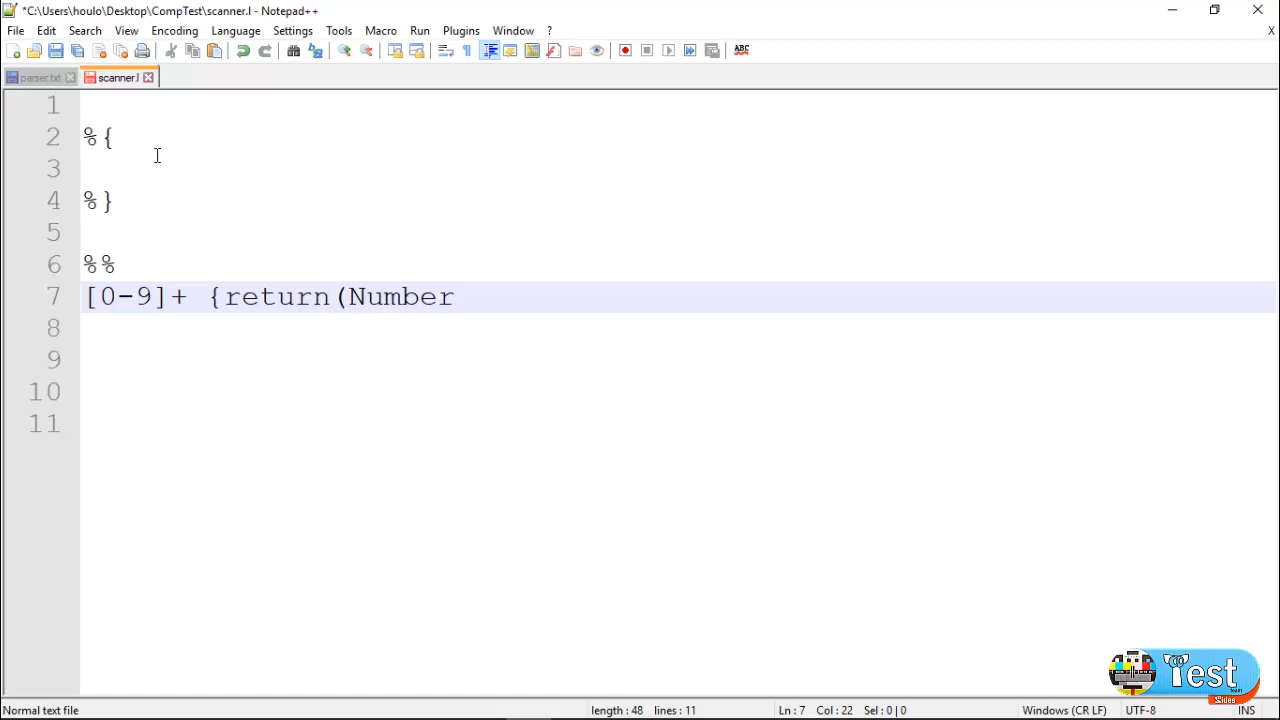 *C:\Users\houlo\Desktop\CompTest\scanner.l - Notepad++
File Edit Search View Encoding Language Settings Tools Macro Run Plugins Window ? X
ABC
parser.txt scanner.l
1
2 %{
3
4 %}
5
6 %%
7 [0-9]+ {return(Number
8
9
10
11
Test
team
Slides
Normal text file length : 48 lines : 11 Ln : 7 Col : 22 Sel : 0 | 0 Windows (CR LF) UTF-8 INS